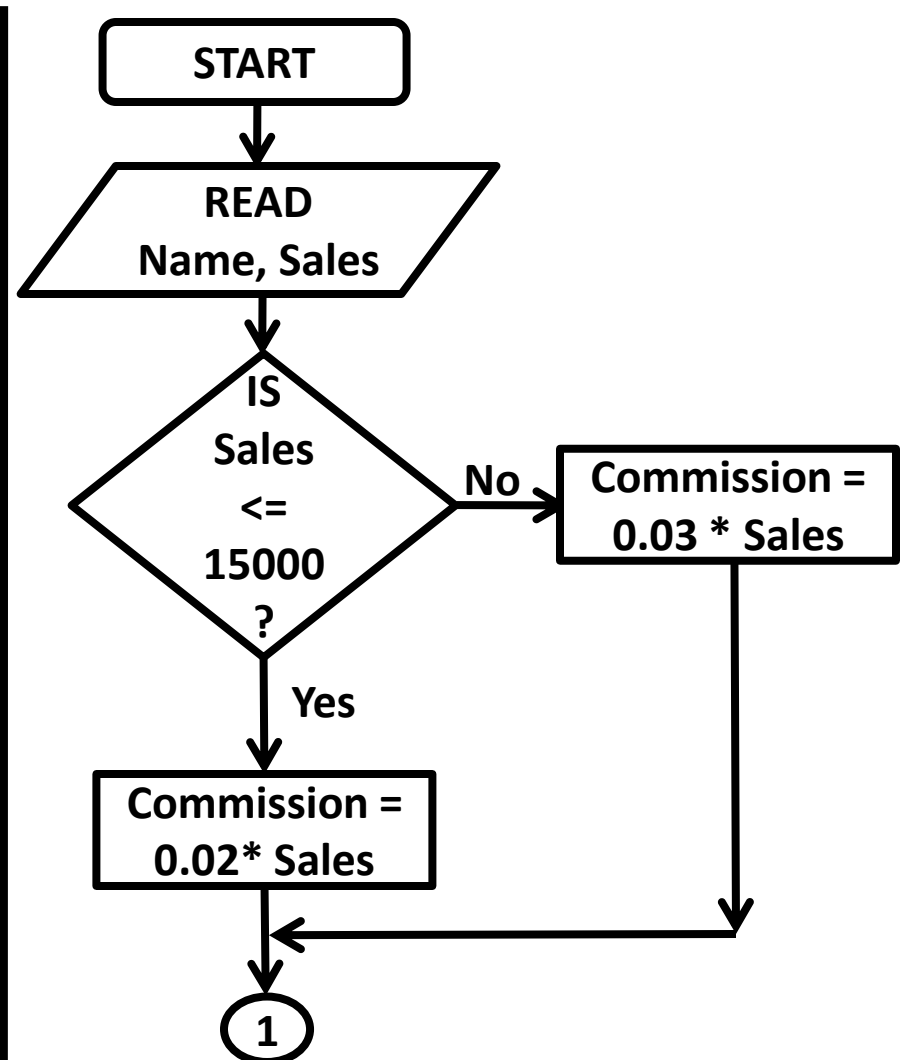 START
READ
Name, Sales
IS
Sales
<=
15000
?
No
Commission =
0.03 * Sales
Yes
Commission =
0.02* Sales
1